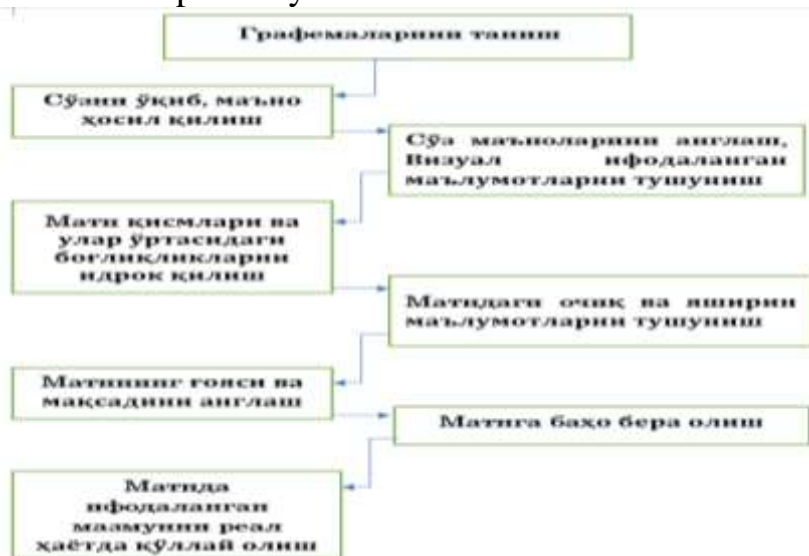 Графемаларини таниш
Сўзни ўқиб, маъно
ҳосил қилиш
Сўз маъноларини англаш,
Визуал ифодаланган
маълумотларни тушуниш
Матн қисмлари ва
улар ўртасидаги
боғлиқликларни
идрок қилиш
Матндаги очиқ ва яширин
маълумотларни тушуниш
Матннинг ғояси ва
мақсадини англаш
Матнга баҳо бера олиш
Матнда
ифодаланган
мазмунни реал
ҳаётда қўллай олиш